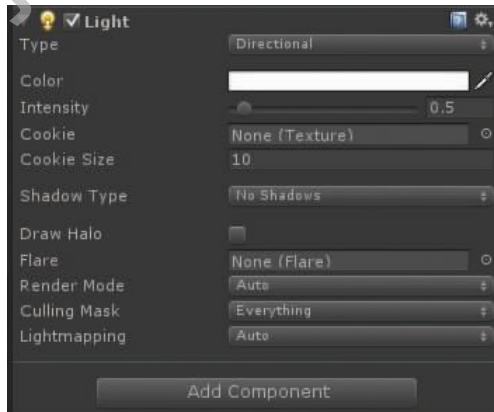 Light
Type Directional
Color
Intensity 0.5
Cookie None (Texture)
Cookie Size 10
Shadow Type No Shadows
Draw Halo
Flare None (Flare)
Render Mode Auto
Culling Mask Everything
Lightmapping Auto
Add Component